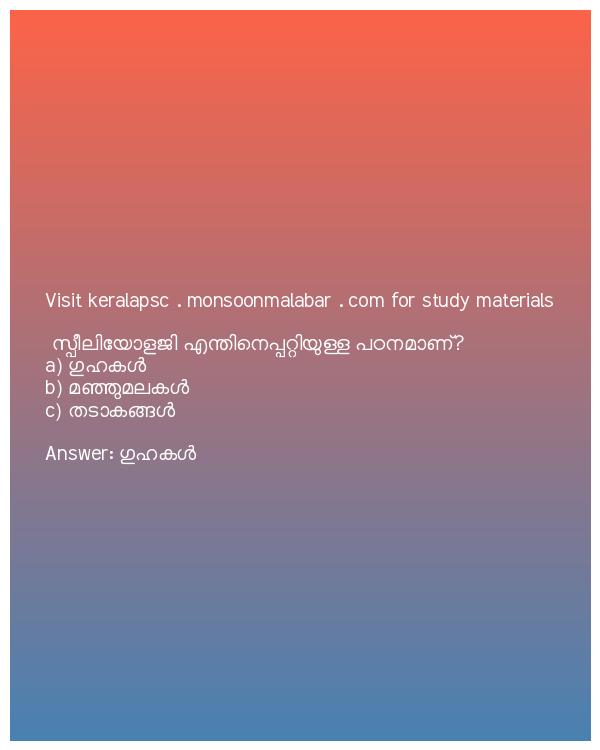 Visit keralapsc . monsoonmalabar . com for study materials
സ്പീലിയോളജി എന്തിനെപ്പറ്റിയുള്ള പഠനമാണ്?
a) ഗുഹകൾ
b) മഞ്ഞുമലകൾ
c) തടാകങ്ങൾ
Answer: ഗുഹകൾ